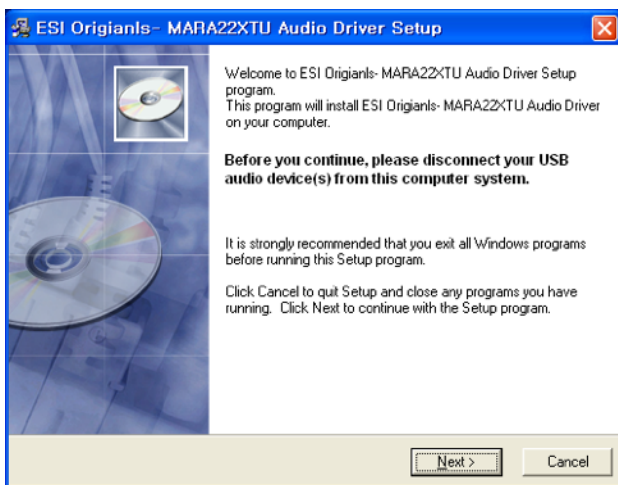 ESI Origianls- MARA22XTU Audio Driver Setup
Welcome to ESI Origianls- MARA22XTU Audio Driver Setup
program.
This program will install ESI Origianls- MARA22XTU Audio Driver
on your computer.
Before you continue, please disconnect your USB
audio device(s) from this computer system.
It is strongly recommended that you exit all Windows programs
before running this Setup program.
Click Cancel to quit Setup and close any programs you have
running. Click Next to continue with the Setup program.
Next > Cancel